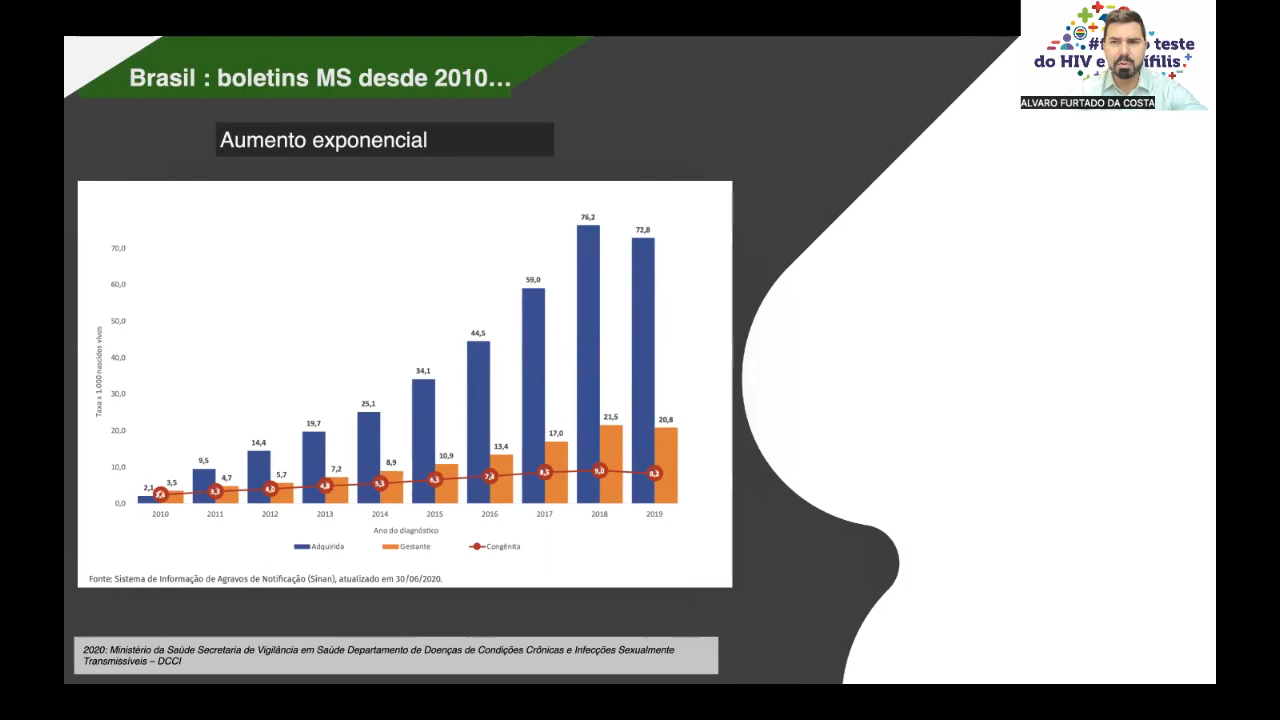 Brasil : boletins MS desde 2010...
#f teste
do HIV e ífilis.
ALVARO FURTADO DA COSTA
Aumento exponencial
76,2
72,8
70,0
59,0
60,0
50,0
44,5
40,0
34,1
30,0
25,1
21,5
20,8
19,7
20,0
17,0
14,4
13,4
10,9
9,5
8,9
10,0
7,2
5,7
4,7
3,5
2,1
0,0
2,4 3,3 4,0 4,8 5,5 6,5 7,4 8,5 9,0 8,2
Taxa x 1.000 nascidos vivos
2010 2011 2012 2013 2014 2015 2016 2017 2018 2019
Ano do diagnóstico
Adquirida Gestante Congênita
Fonte: Sistema de Informação de Agravos de Notificação (Sinan), atualizado em 30/06/2020.
2020: Ministério da Saúde Secretaria de Vigilância em Saúde Departamento de Doenças de Condições Crônicas e Infecções Sexualmente
Transmissíveis – DCCI